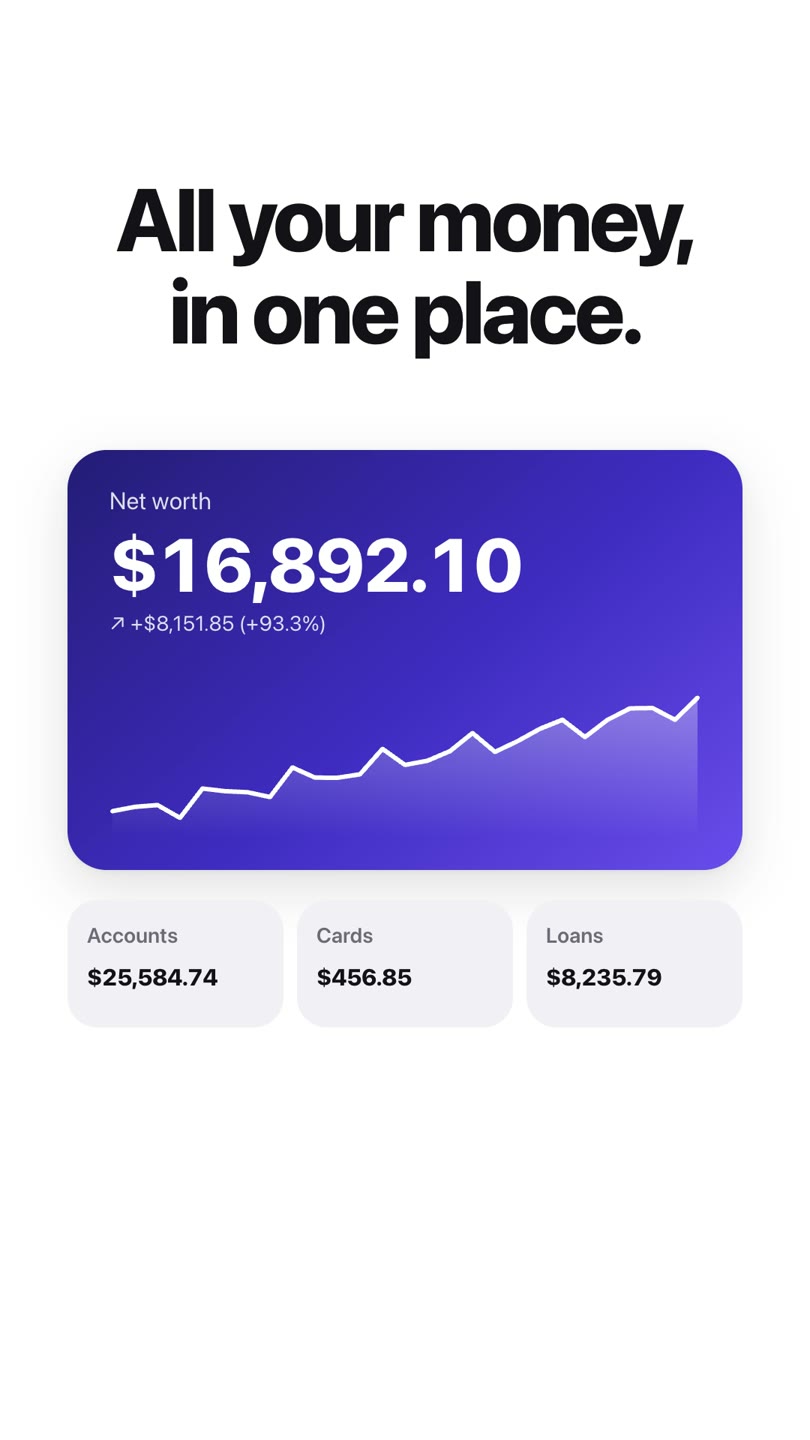 All your money,
in one place.
Net worth
$16,892.10
↗ +$8,151.85 (+93.3%)
Accounts
$25,584.74
Cards
$456.85
Loans
$8,235.79